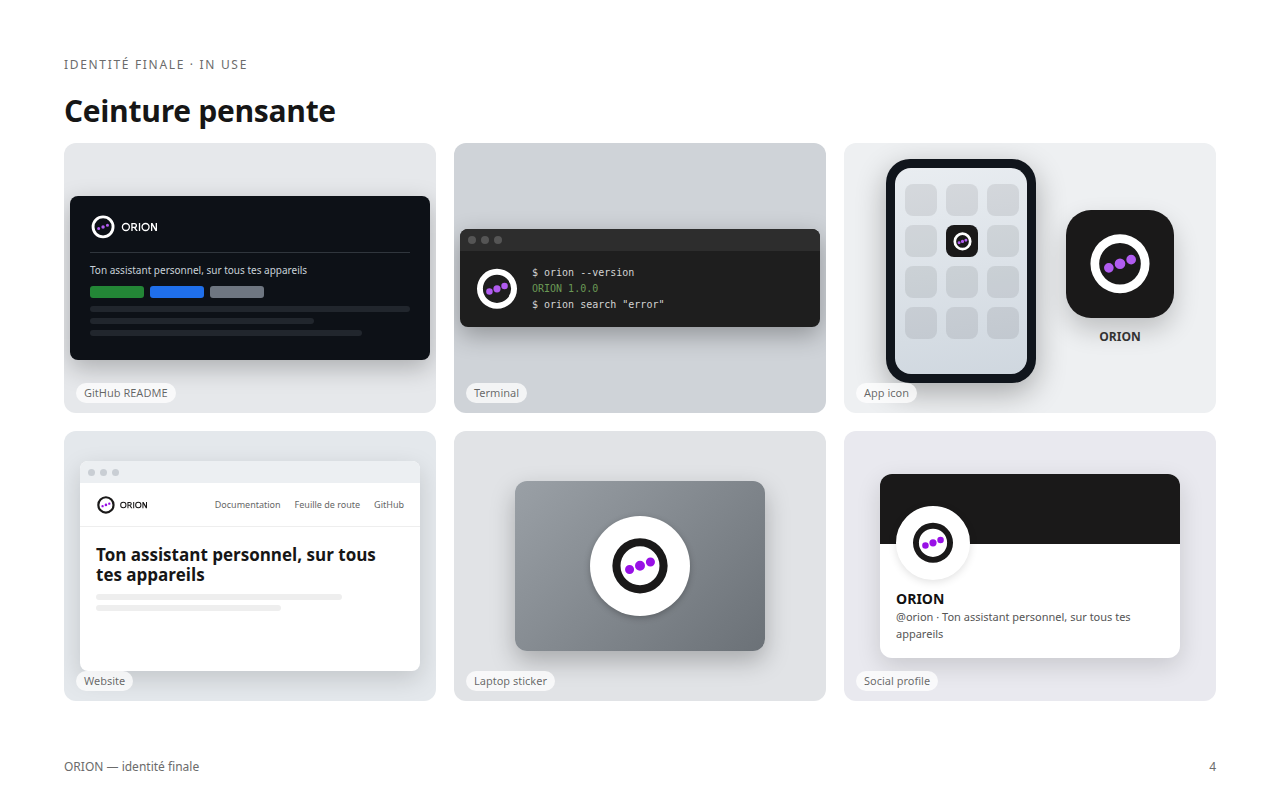 IDENTITÉ FINALE · IN USE
Ceinture pensante
ORION
Ton assistant personnel, sur tous tes appareils
GitHub README
$ orion --version
ORION 1.0.0
$ orion search "error"
Terminal
ORION
App icon
ORION
Documentation
Feuille de route
GitHub
Ton assistant personnel, sur tous
tes appareils
Website
Laptop sticker
ORION
@orion · Ton assistant personnel, sur tous tes
appareils
Social profile
ORION — identité finale
4